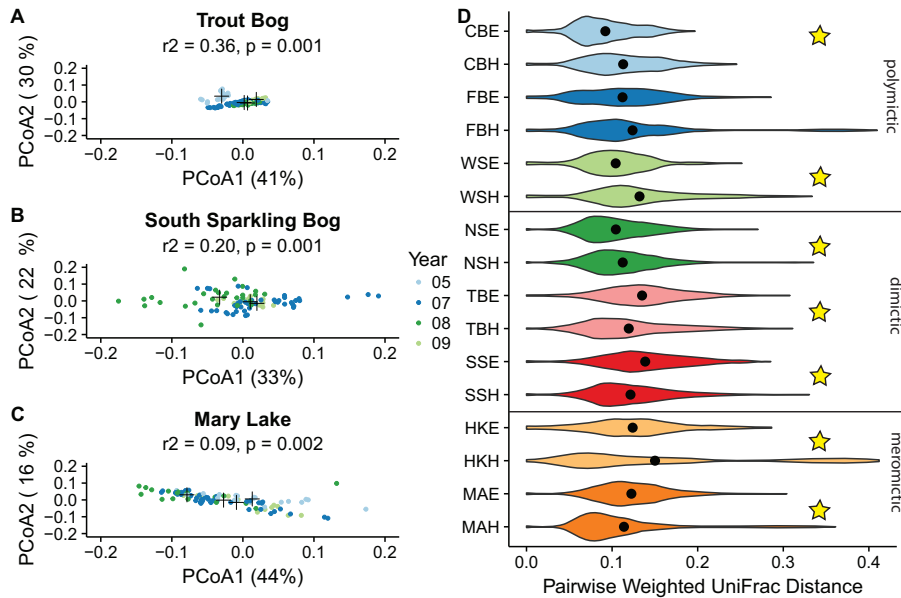 A
Trout Bog
r2 = 0.36, p = 0.001
PCoA2 ( 30 %)
0.2
0.1
0.0
−0.1
−0.2
−0.2 −0.1 0.0 0.1 0.2
PCoA1 (41%)
B
South Sparkling Bog
r2 = 0.20, p = 0.001
PCoA2 ( 22 %)
0.2
0.1
0.0
−0.1
−0.2
−0.2 −0.1 0.0 0.1 0.2
PCoA1 (33%)
Year
05
07
08
09
C
Mary Lake
r2 = 0.09, p = 0.002
PCoA2 ( 16 %)
0.2
0.1
0.0
−0.1
−0.2
−0.2 −0.1 0.0 0.1 0.2
PCoA1 (44%)
D
CBE
CBH
FBE
FBH
WSE
WSH
polymictic
NSE
NSH
TBE
TBH
SSE
SSH
dimictic
HKE
HKH
MAE
MAH
meromictic
0.0 0.1 0.2 0.3 0.4
Pairwise Weighted UniFrac Distance